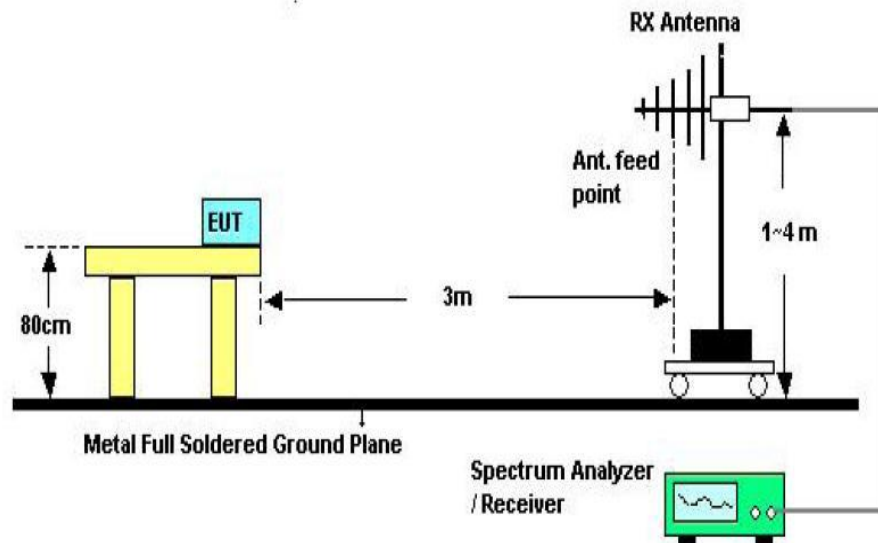 RX Antenna
Ant. feed
point
EUT
1~4 m
3m
80cm
Metal Full Soldered Ground Plane
Spectrum Analyzer
/ Receiver